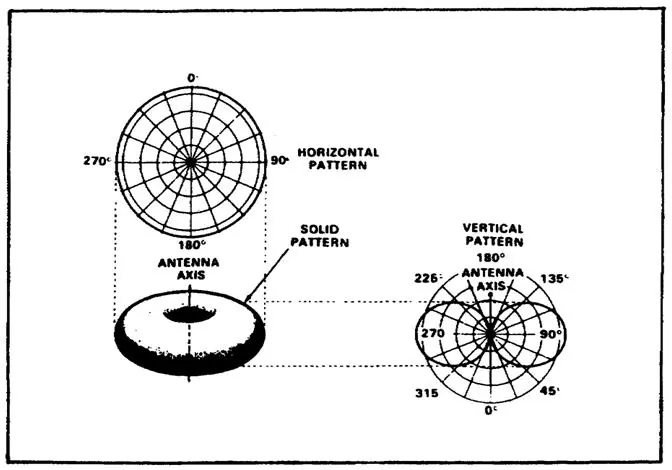 0°
270°
90°
HORIZONTAL
PATTERN
180°
ANTENNA
AXIS
SOLID
PATTERN
VERTICAL
PATTERN
180°
225°
ANTENNA
AXIS
135°
270
90°
315
45°
0°